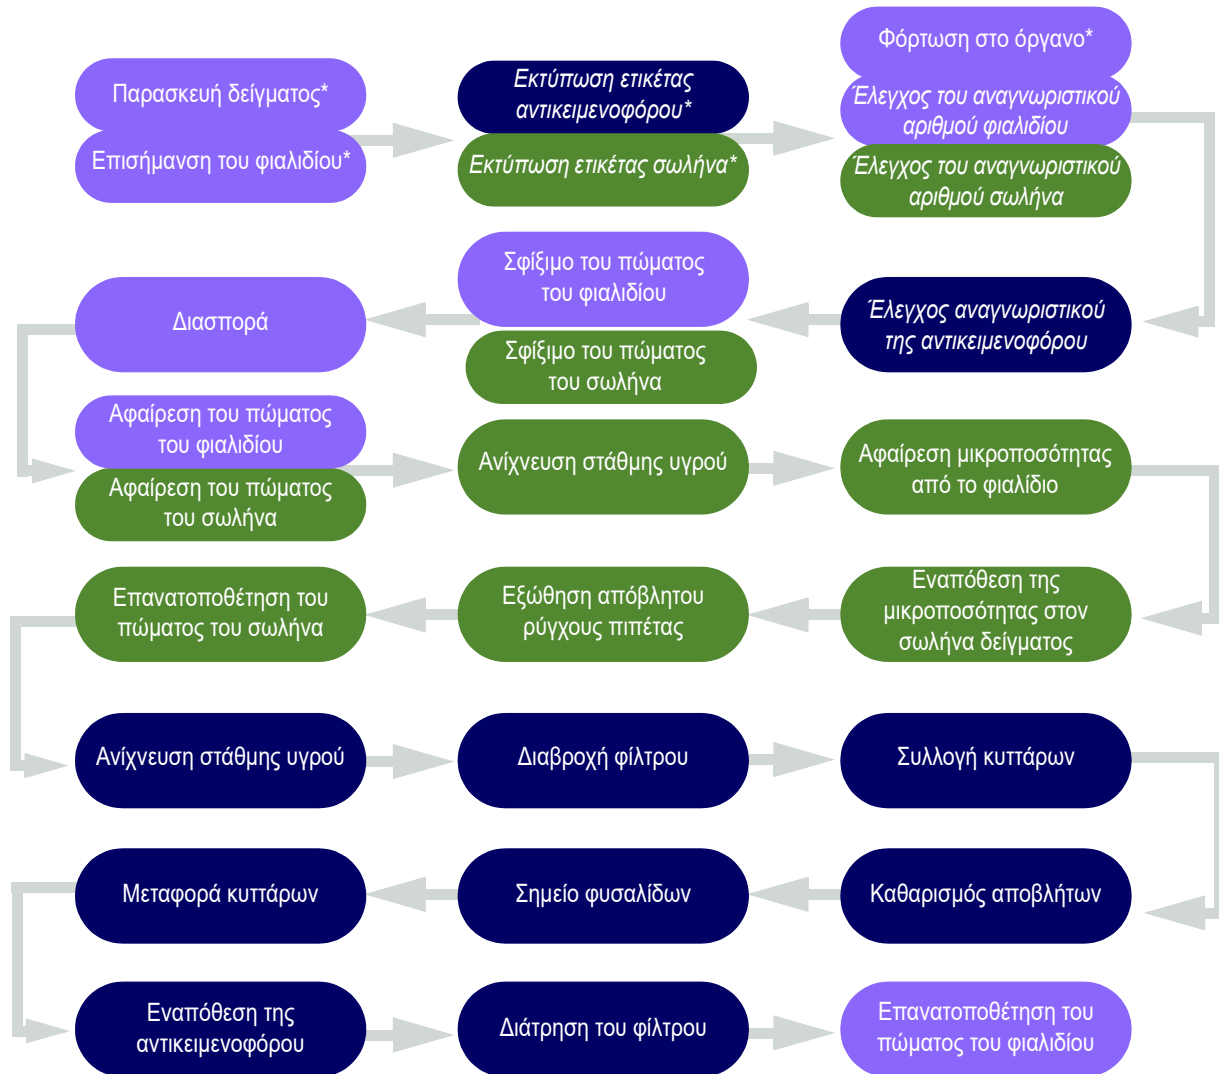 Παρασκευή δείγματος*
Επισήμανση του φιαλιδίου*
Εκτύπωση ετικέτας
αντικειμενοφόρου*
Εκτύπωση ετικέτας σωλήνα*
Φόρτωση στο όργανο*
Έλεγχος του αναγνωριστικού
αριθμού φιαλιδίου
Έλεγχος του αναγνωριστικού
αριθμού σωλήνα
Έλεγχος αναγνωριστικού
της αντικειμενοφόρου
Σφίξιμο του πώματος
του φιαλιδίου
Σφίξιμο του πώματος
του σωλήνα
Διασπορά
Αφαίρεση του πώματος
του φιαλιδίου
Αφαίρεση του πώματος
του σωλήνα
Ανίχνευση στάθμης υγρού
Αφαίρεση μικροποσότητας
από το φιαλίδιο
Εναπόθεση της
μικροποσότητας στον
σωλήνα δείγματος
Εξώθηση απόβλητου
ρύγχους πιπέτας
Επανατοποθέτηση του
πώματος του σωλήνα
Ανίχνευση στάθμης υγρού
Διαβροχή φίλτρου
Συλλογή κυττάρων
Καθαρισμός αποβλήτων
Σημείο φυσαλίδων
Μεταφορά κυττάρων
Εναπόθεση της
αντικειμενοφόρου
Διάτρηση του φίλτρου
Επανατοποθέτηση του
πώματος του φιαλιδίου